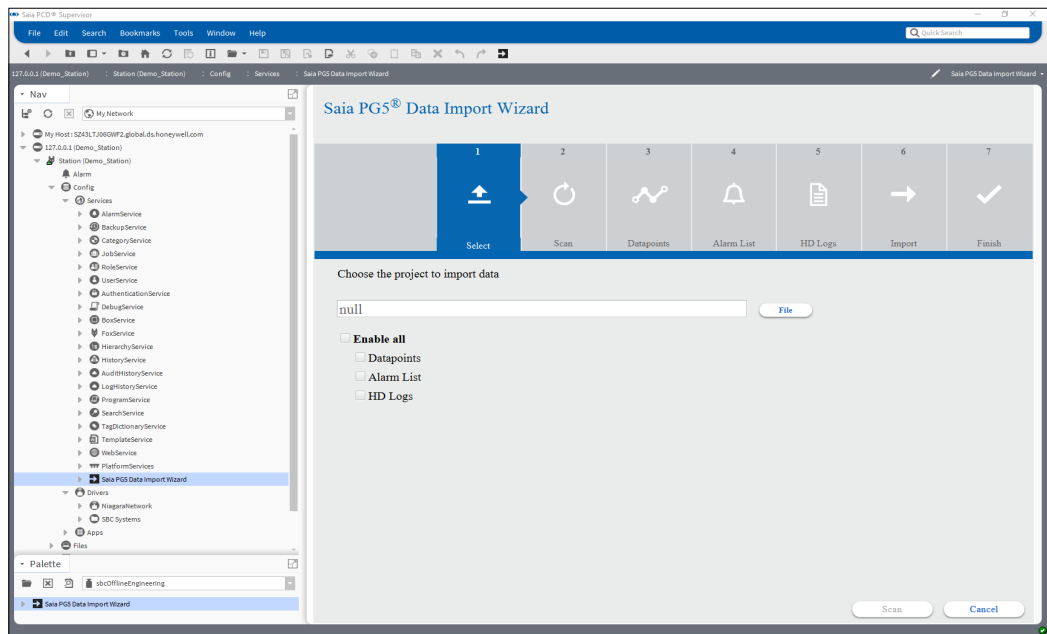 Saia PCD® Supervisor
File Edit Search Bookmarks Tools Window Help
Quick Search
127.0.0.1 (Demo_Station) : Station (Demo_Station) : Config : Services : Saia PG5 Data Import Wizard
Saia PG5 Data Import Wizard
Nav
My Network
My Host : SZ43LTJ06GWF2.global.ds.honeywell.com
127.0.0.1 (Demo_Station)
Station (Demo_Station)
Alarm
Config
Services
AlarmService
BackupService
CategoryService
JobService
RoleService
UserService
AuthenticationService
DebugService
BoxService
FoxService
HierarchyService
HistoryService
AuditHistoryService
LogHistoryService
ProgramService
SearchService
TagDictionaryService
TemplateService
WebService
PlatformServices
Saia PG5 Data Import Wizard
Drivers
NiagaraNetwork
SBC Systems
Apps
Files
Palette
sbcOfflineEngineering
Saia PG5 Data Import Wizard
Saia PG5® Data Import Wizard
1 2 3 4 5 6 7
Select Scan Datapoints Alarm List HD Logs Import Finish
Choose the project to import data
null File
Enable all
Datapoints
Alarm List
HD Logs
Scan Cancel